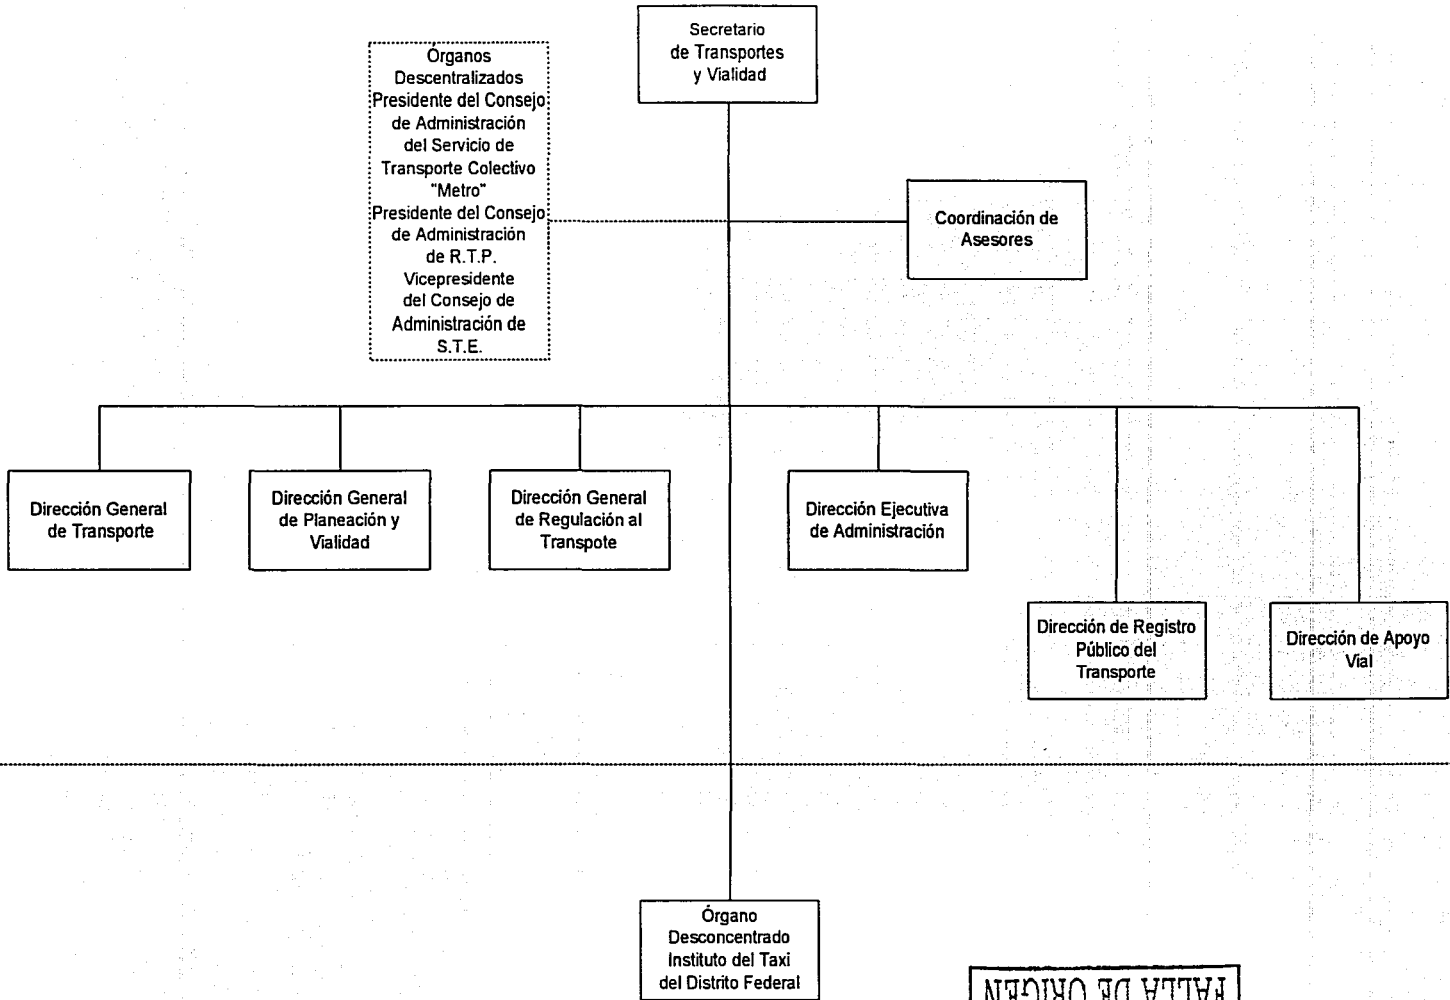 Secretario
de Transportes
y Vialidad
Órganos
Descentralizados
Presidente del Consejo
de Administración
del Servicio de
Transporte Colectivo
"Metro"
Presidente del Consejo
de Administración
de R.T.P.
Vicepresidente
del Consejo de
Administración de
S.T.E.
Coordinación de
Asesores
Dirección General
de Transporte
Dirección General
de Planeación y
Vialidad
Dirección General
de Regulación al
Transpote
Dirección Ejecutiva
de Administración
Dirección de Registro
Público del
Transporte
Dirección de Apoyo
Vial
Órgano
Desconcentrado
Instituto del Taxi
del Distrito Federal
FALLA DE ORIGEN